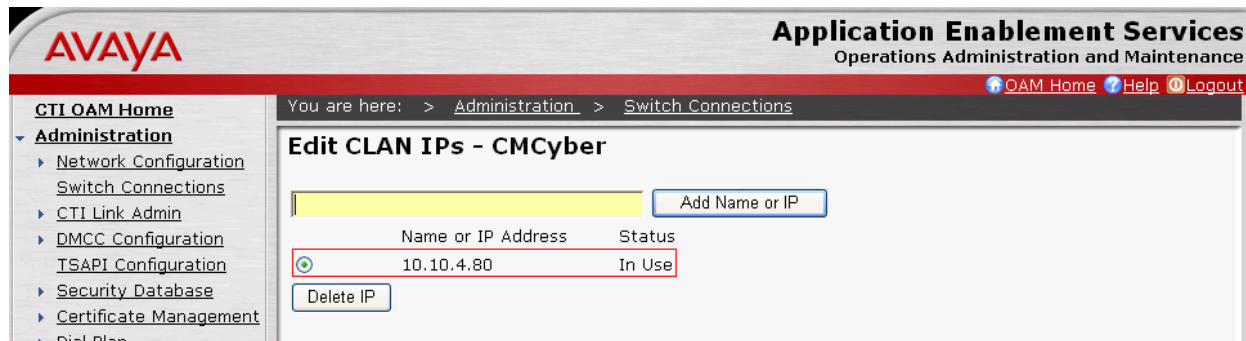 AVAYA
Application Enablement Services
Operations Administration and Maintenance
OAM Home Help Logout
CTI OAM Home
Administration
Network Configuration
Switch Connections
CTI Link Admin
DMCC Configuration
TSAPI Configuration
Security Database
Certificate Management
Dial Plan
You are here: > Administration > Switch Connections
Edit CLAN IPs - CMCyber
Add Name or IP
Name or IP Address Status
10.10.4.80 In Use
Delete IP